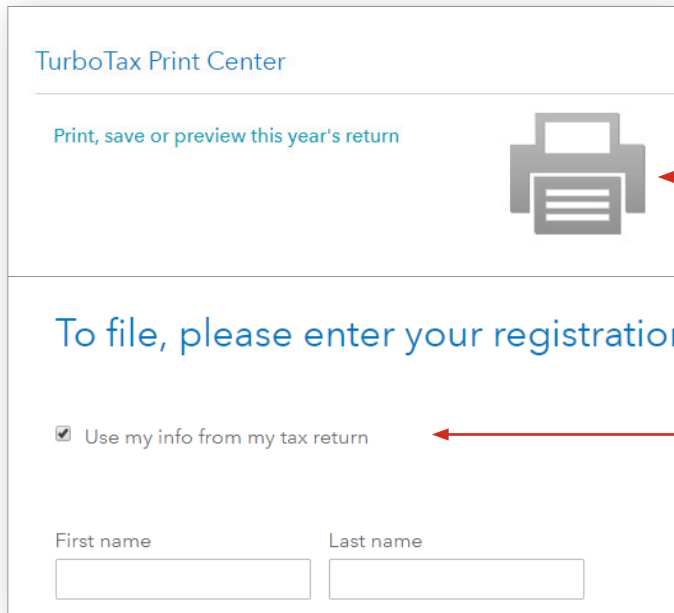 TurboTax Print Center
Print, save or preview this year's return
To file, please enter your registration
Use my info from my tax return
First name Last name